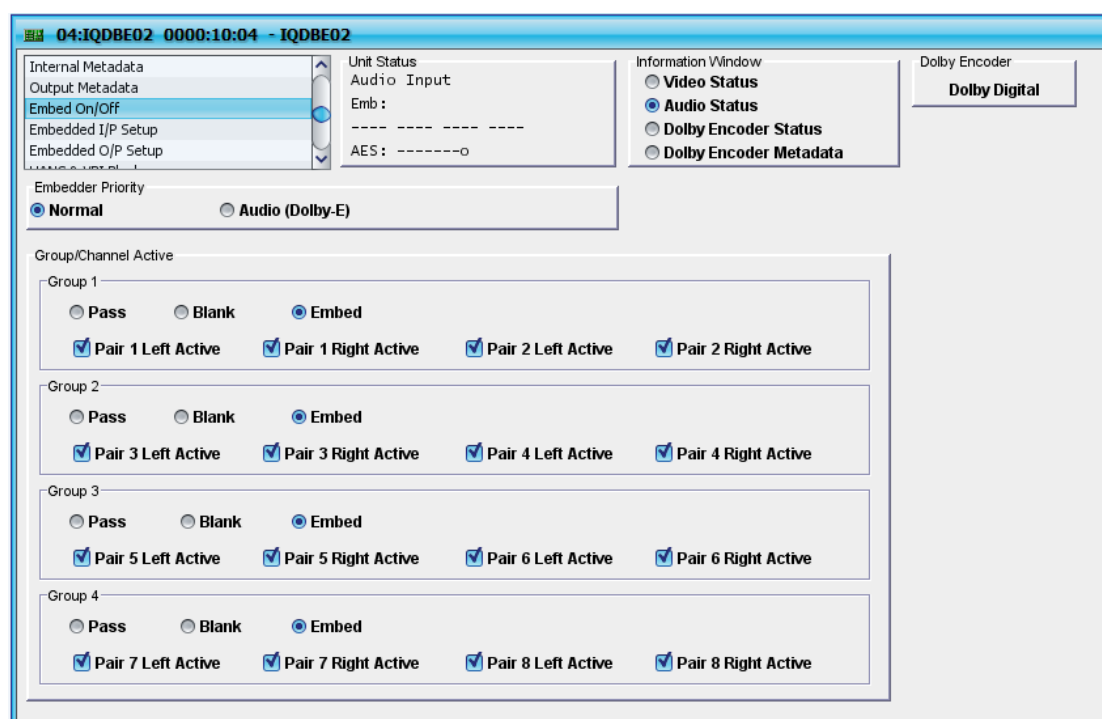 04:IQDBE02 0000:10:04 - IQDBE02
Internal Metadata
Output Metadata
Embed On/Off
Embedded I/P Setup
Embedded O/P Setup
Unit Status
Audio Input
Emb:
---- ---- ---- ----
AES: -------o
Information Window
Video Status
Audio Status
Dolby Encoder Status
Dolby Encoder Metadata
Dolby Encoder
Dolby Digital
Embedder Priority
Normal Audio (Dolby-E)
Group/Channel Active
Group 1
Pass Blank Embed
Pair 1 Left Active Pair 1 Right Active Pair 2 Left Active Pair 2 Right Active
Group 2
Pass Blank Embed
Pair 3 Left Active Pair 3 Right Active Pair 4 Left Active Pair 4 Right Active
Group 3
Pass Blank Embed
Pair 5 Left Active Pair 5 Right Active Pair 6 Left Active Pair 6 Right Active
Group 4
Pass Blank Embed
Pair 7 Left Active Pair 7 Right Active Pair 8 Left Active Pair 8 Right Active